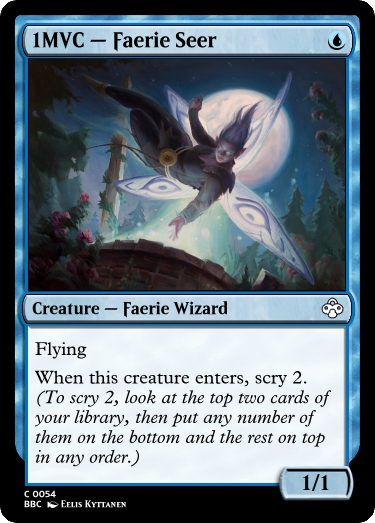 1MVC — Faerie Seer
Creature — Faerie Wizard
Flying
When this creature enters, scry 2.
(To scry 2, look at the top two cards of
your library, then put any number of
them on the bottom and the rest on top
in any order.)
1/1
C 0054
BBC Eelis Kyttanen